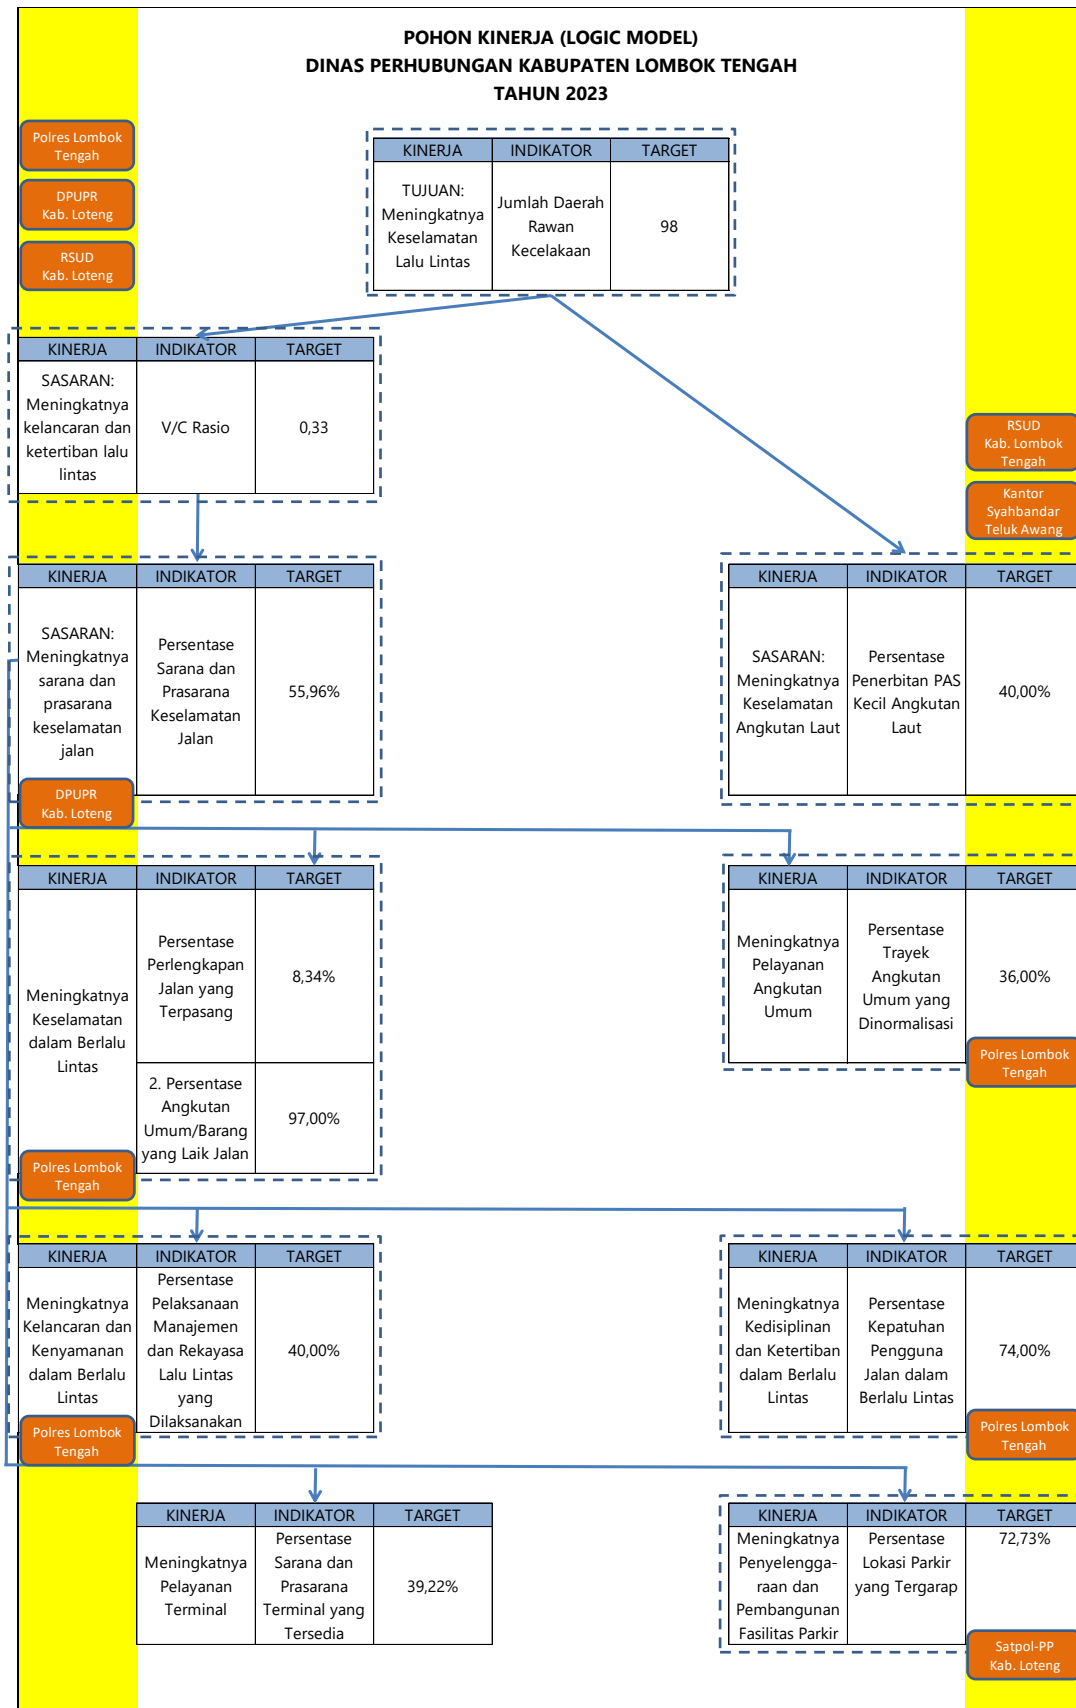 POHON KINERJA (LOGIC MODEL)
DINAS PERHUBUNGAN KABUPATEN LOMBOK TENGAH
TAHUN 2023
Polres Lombok
Tengah
DPUPR
Kab. Loteng
RSUD
Kab. Loteng
KINERJA INDIKATOR TARGET
TUJUAN:
Meningkatnya
Keselamatan
Lalu Lintas
Jumlah Daerah
Rawan
Kecelakaan
98
KINERJA INDIKATOR TARGET
SASARAN:
Meningkatnya
kelancaran dan
ketertiban lalu
lintas
V/C Rasio
0,33
RSUD
Kab. Lombok
Tengah
Kantor
Syahbandar
Teluk Awang
KINERJA INDIKATOR TARGET
SASARAN:
Meningkatnya
sarana dan
prasarana
keselamatan
jalan
Persentase
Sarana dan
Prasarana
Keselamatan
Jalan
55,96%
DPUPR
Kab. Loteng
KINERJA INDIKATOR TARGET
SASARAN:
Meningkatnya
Keselamatan
Angkutan Laut
Persentase
Penerbitan PAS
Kecil Angkutan
Laut
40,00%
KINERJA INDIKATOR TARGET
Meningkatnya
Keselamatan
dalam Berlalu
Lintas
Persentase
Perlengkapan
Jalan yang
Terpasang
8,34%
2. Persentase
Angkutan
Umum/Barang
yang Laik Jalan
97,00%
Polres Lombok
Tengah
KINERJA INDIKATOR TARGET
Meningkatnya
Pelayanan
Angkutan
Umum
Persentase
Trayek
Angkutan
Umum yang
Dinormalisasi
36,00%
Polres Lombok
Tengah
KINERJA INDIKATOR TARGET
Meningkatnya
Kelancaran dan
Kenyamanan
dalam Berlalu
Lintas
Persentase
Pelaksanaan
Manajemen
dan Rekayasa
Lalu Lintas
yang
Dilaksanakan
40,00%
Polres Lombok
Tengah
KINERJA INDIKATOR TARGET
Meningkatnya
Kedisiplinan
dan Ketertiban
dalam Berlalu
Lintas
Persentase
Kepatuhan
Pengguna
Jalan dalam
Berlalu Lintas
74,00%
Polres Lombok
Tengah
KINERJA INDIKATOR TARGET
Meningkatnya
Pelayanan
Terminal
Persentase
Sarana dan
Prasarana
Terminal yang
Tersedia
39,22%
KINERJA INDIKATOR TARGET
Meningkatnya
Penyelengga-
raan dan
Pembangunan
Fasilitas Parkir
Persentase
Lokasi Parkir
yang Tergarap
72,73%
Satpol-PP
Kab. Loteng